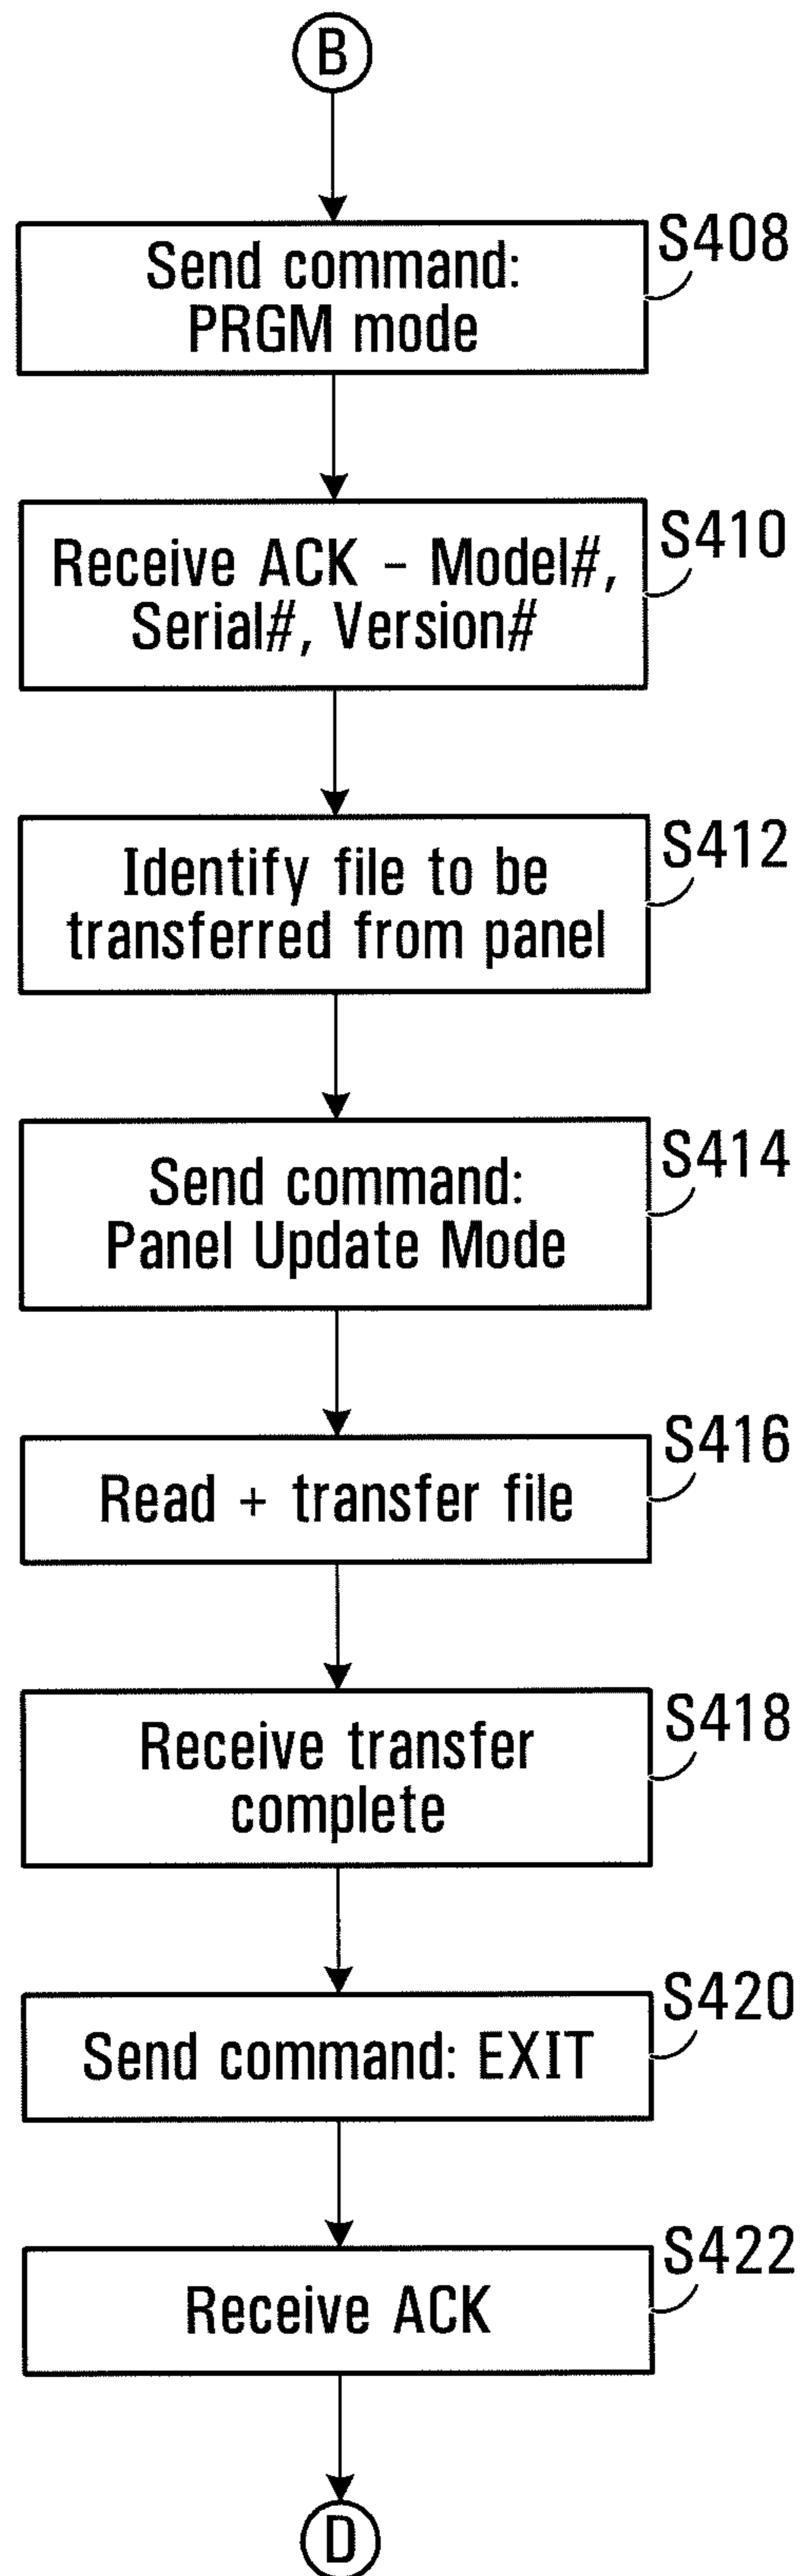 B
S408
Send command:
PRGM mode
S410
Receive ACK - Model#,
Serial#, Version#
S412
Identify file to be
transferred from panel
S414
Send command:
Panel Update Mode
S416
Read + transfer file
S418
Receive transfer
complete
S420
Send command: EXIT
S422
Receive ACK
D